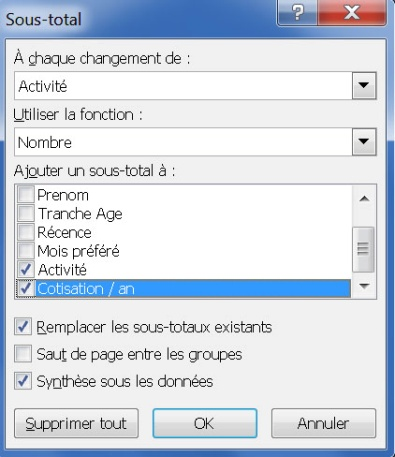 Sous-total
À chaque changement de :
Activité
Utiliser la fonction :
Nombre
Ajouter un sous-total à :
Prenom
Tranche Age
Récence
Mois préféré
Activité
Cotisation / an
Remplacer les sous-totaux existants
Saut de page entre les groupes
Synthèse sous les données
Supprimer tout OK Annuler